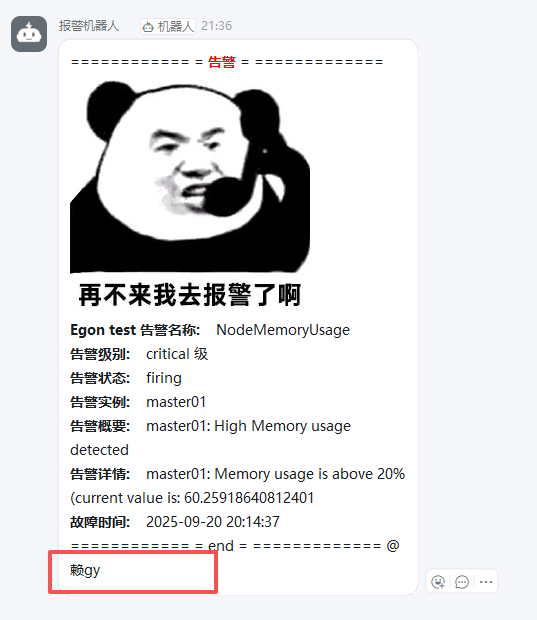 报警机器人 机器人 21:36
============ = 告警 = =============
再不来我去报警了啊
Egon test 告警名称: NodeMemoryUsage
告警级别: critical 级
告警状态: firing
告警实例: master01
告警概要: master01: High Memory usage
detected
告警详情: master01: Memory usage is above 20%
(current value is: 60.25918640812401
故障时间: 2025-09-20 20:14:37
============ = end = ============= @
赖gy